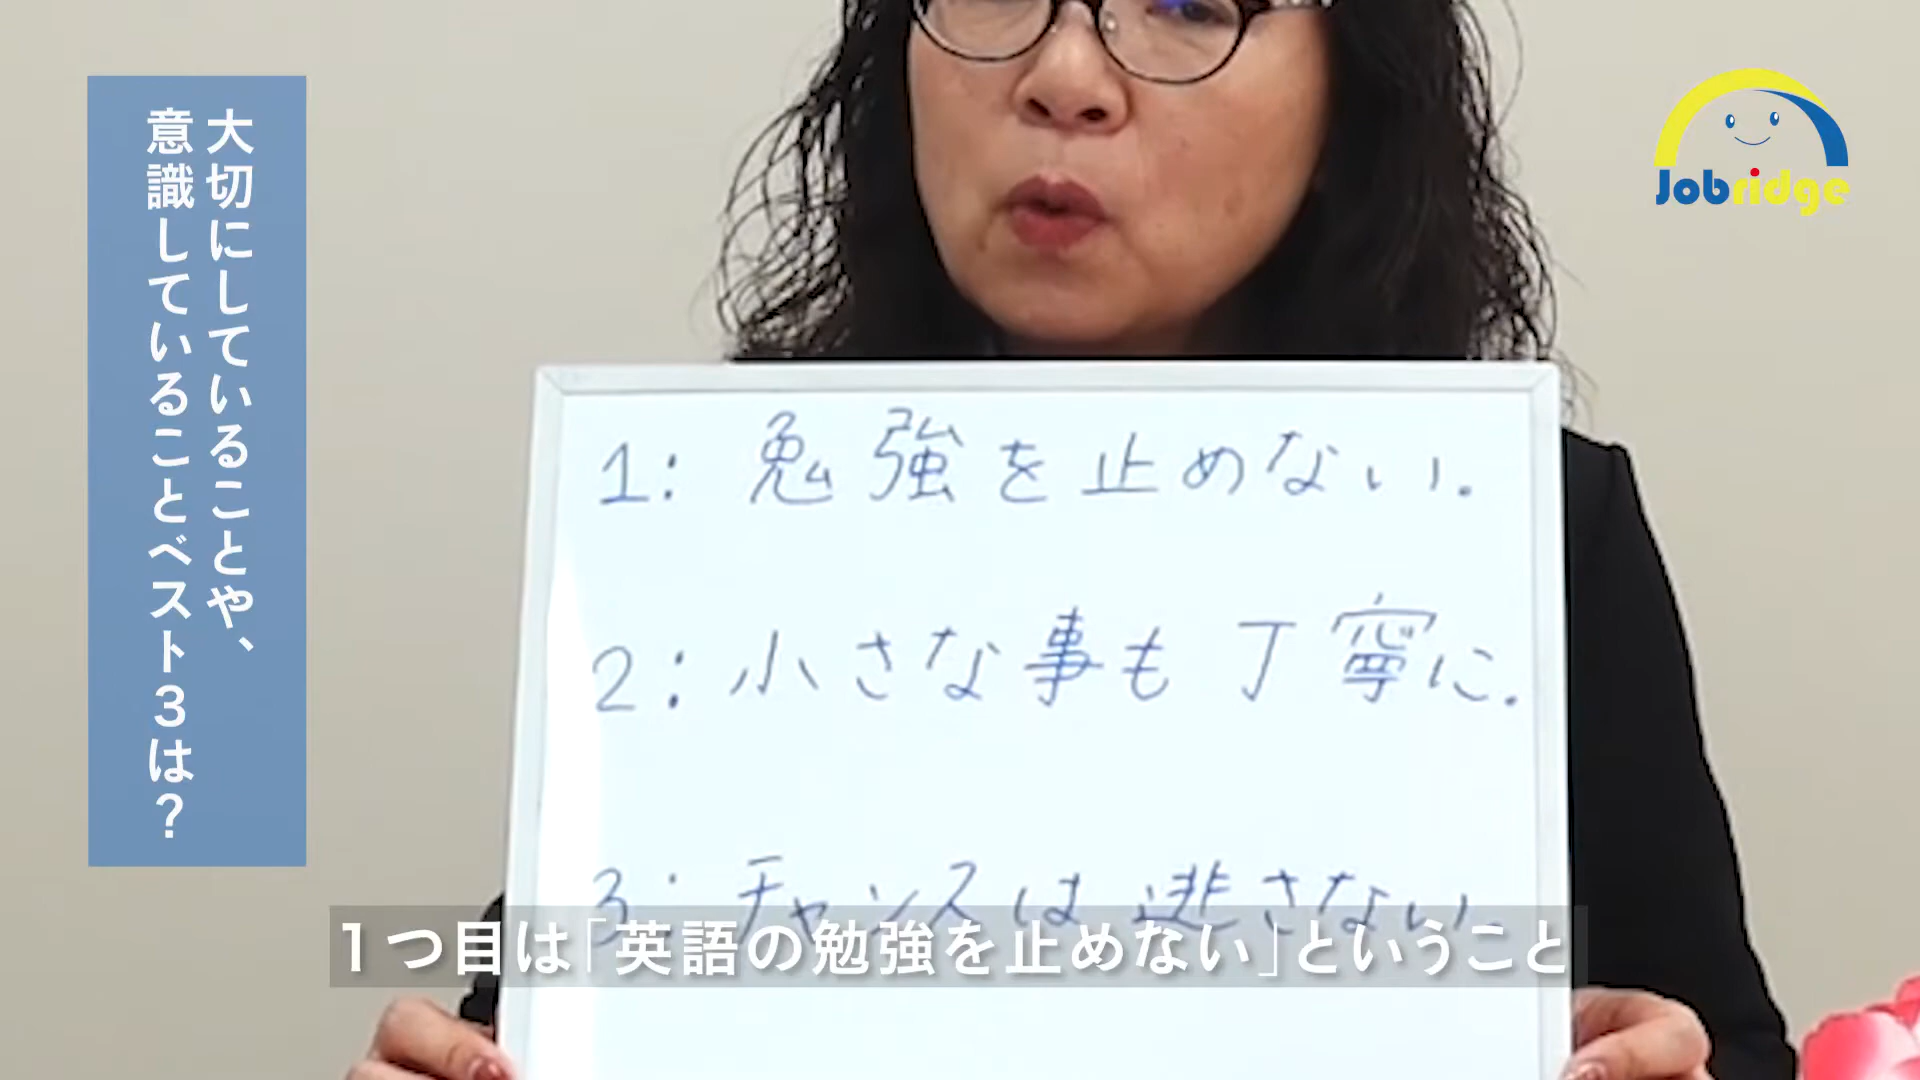 大切にしていることや、
意識していることベスト3は？
Jobridge
1: 勉強を止めない.
2: 小さな事も丁寧に.
3: チャンスは逃さない
1つ目は「英語の勉強を止めない」ということ